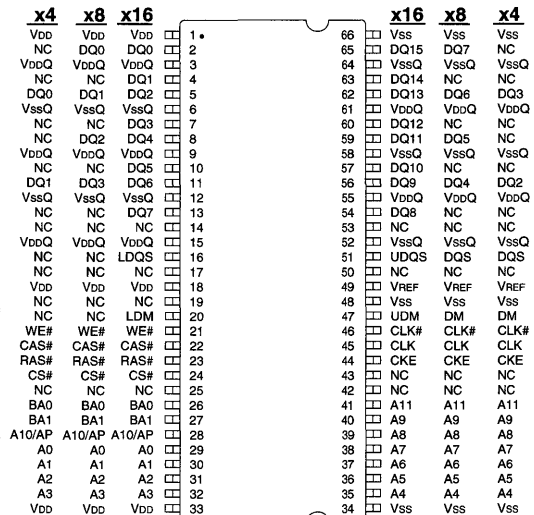 x4 x8 x16 x16 x8 x4
VDD VDD VDD 1 66 VSS VSS VSS
NC DQ0 DQ0 2 65 DQ15 DQ7 NC
VDDQ VDDQ VDDQ 3 64 VSSQ VSSQ VSSQ
NC NC DQ1 4 63 DQ14 NC NC
DQ0 DQ1 DQ2 5 62 DQ13 DQ6 DQ3
VssQ VssQ VssQ 6 61 VDDQ VDDQ VDDQ
NC NC DQ3 7 60 DQ12 NC NC
NC DQ2 DQ4 8 59 DQ11 DQ5 NC
VDDQ VDDQ VDDQ 9 58 VSSQ VSSQ VSSQ
NC NC DQ5 10 57 DQ10 NC NC
DQ1 DQ3 DQ6 11 56 DQ9 DQ4 DQ2
VssQ VssQ VssQ 12 55 VDDQ VDDQ VDDQ
NC NC DQ7 13 54 DQ8 NC NC
NC NC NC 14 53 NC NC NC
VDDQ VDDQ VDDQ 15 52 VSSQ VSSQ VSSQ
NC NC LDQS 16 51 UDQS DQS DQS
NC NC NC 17 50 NC NC NC
VDD VDD VDD 18 49 VREF VREF VREF
NC NC NC 19 48 VSS VSS VSS
NC NC LDM 20 47 UDM DM DM
WE# WE# WE# 21 46 CLK# CLK# CLK#
CAS# CAS# CAS# 22 45 CLK CLK CLK
RAS# RAS# RAS# 23 44 CKE CKE CKE
CS# CS# CS# 24 43 NC NC NC
NC NC NC 25 42 NC NC NC
BA0 BA0 BA0 26 41 A11 A11 A11
BA1 BA1 BA1 27 40 A9 A9 A9
A10/AP A10/AP A10/AP 28 39 A8 A8 A8
A0 A0 A0 29 38 A7 A7 A7
A1 A1 A1 30 37 A6 A6 A6
A2 A2 A2 31 36 A5 A5 A5
A3 A3 A3 32 35 A4 A4 A4
VDD VDD VDD 33 34 VSS VSS VSS